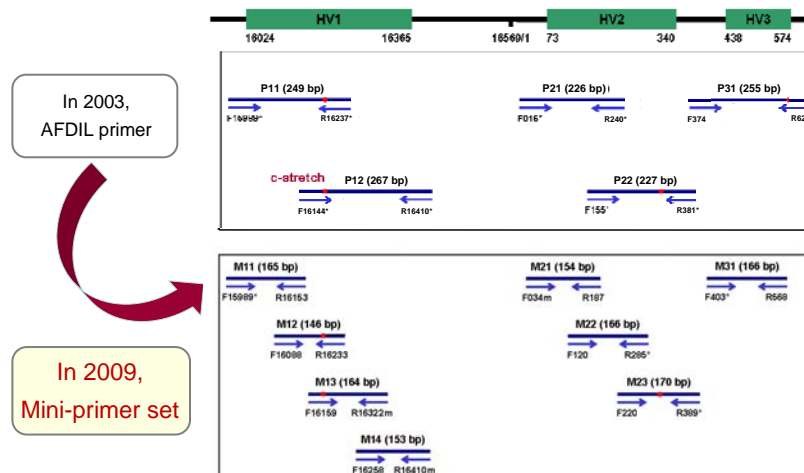 HV1 HV2 HV3
16024 16365 16569/1 73 340 438 574
In 2003,
AFDIL primer
P11 (249 bp) P21 (226 bp) P31 (255 bp)
R16237* F016* R240* F374
c-stretch P12 (267 bp) P22 (227 bp)
F16144* R16410* F155* R381*
In 2009,
Mini-primer set
M11 (165 bp) M21 (154 bp) M31 (166 bp)
F15989* R16153 F034m R187 F403* R568
M12 (146 bp) M22 (166 bp)
F16088 R16233 F120 R285*
M13 (164 bp) M23 (170 bp)
F16159 R16322m F220 R389*
M14 (153 bp)
F16258 R16410m